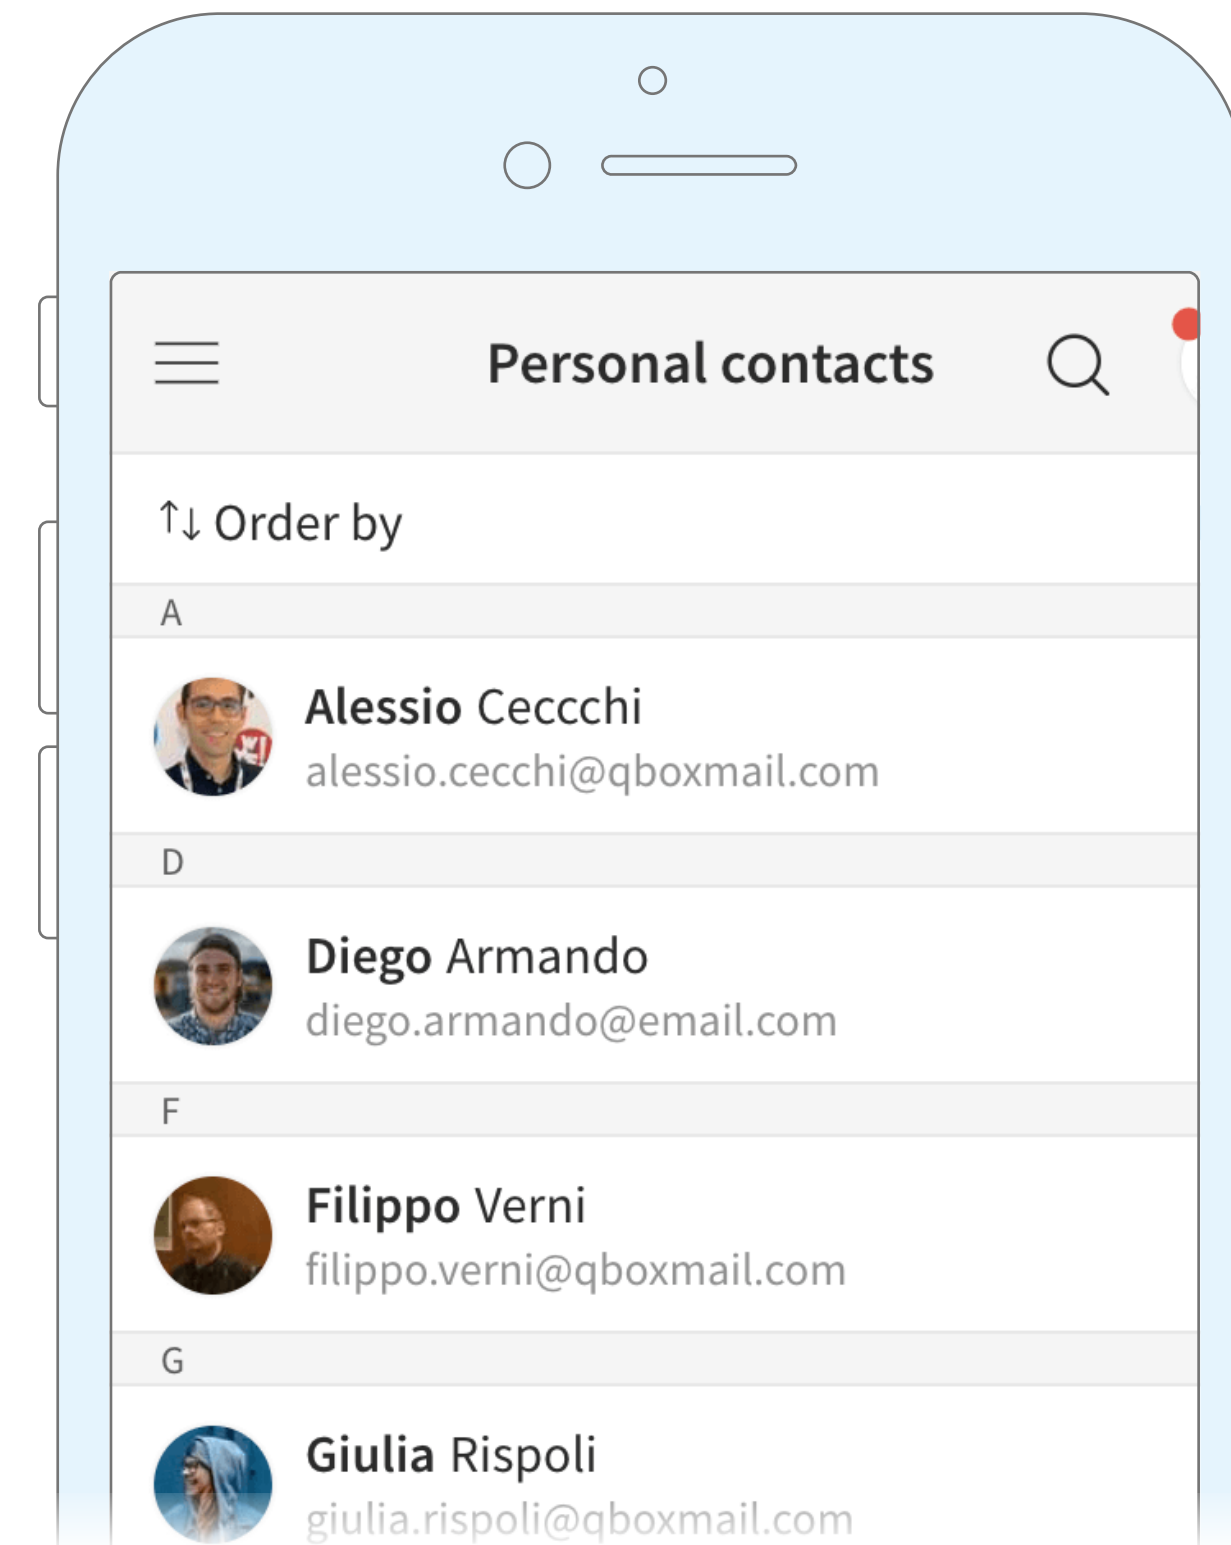 Personal contacts
↑↓ Order by
A
Alessio Ceccchi
alessio.cecchi@qboxmail.com
D
Diego Armando
diego.armando@email.com
F
Filippo Verni
filippo.verni@qboxmail.com
G
Giulia Rispoli
giulia.rispoli@qboxmail.com